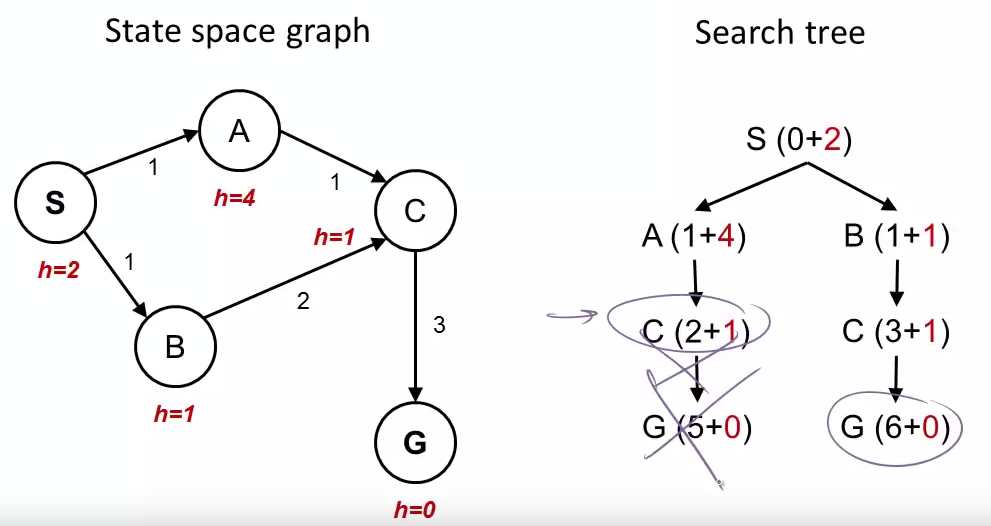 State space graph
Search tree
A
1
h=4
1
S
h=2
C
h=1
1
2
B
h=1
3
G
h=0
S (0+2)
A (1+4) B (1+1)
C (2+1) C (3+1)
G (5+0) G (6+0)